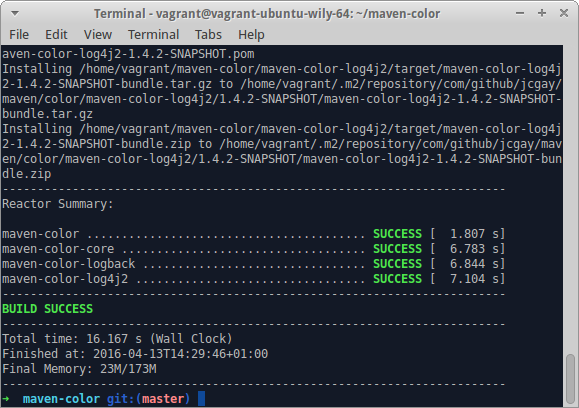 Terminal - vagrant@vagrant-ubuntu-wily-64: ~/maven-color
File Edit View Terminal Tabs Help
aven-color-log4j2-1.4.2-SNAPSHOT.pom
Installing /home/vagrant/maven-color/maven-color-log4j2/target/maven-color-log4j
2-1.4.2-SNAPSHOT-bundle.tar.gz to /home/vagrant/.m2/repository/com/github/jcgay/
maven/color/maven-color-log4j2/1.4.2-SNAPSHOT/maven-color-log4j2-1.4.2-SNAPSHOT-
bundle.tar.gz
Installing /home/vagrant/maven-color/maven-color-log4j2/target/maven-color-log4j
2-1.4.2-SNAPSHOT-bundle.zip to /home/vagrant/.m2/repository/com/github/jcgay/mav
en/color/maven-color-log4j2/1.4.2-SNAPSHOT/maven-color-log4j2-1.4.2-SNAPSHOT-bun
dle.zip
------------------------------------------------------------------------
Reactor Summary:
maven-color ........................................ SUCCESS [  1.807 s]
maven-color-core ................................... SUCCESS [  6.783 s]
maven-color-logback ................................ SUCCESS [  6.844 s]
maven-color-log4j2 ................................. SUCCESS [  7.104 s]
------------------------------------------------------------------------
BUILD SUCCESS
------------------------------------------------------------------------
Total time: 16.167 s (Wall Clock)
Finished at: 2016-04-13T14:29:46+01:00
Final Memory: 23M/173M
------------------------------------------------------------------------
➜  maven-color git:(master)